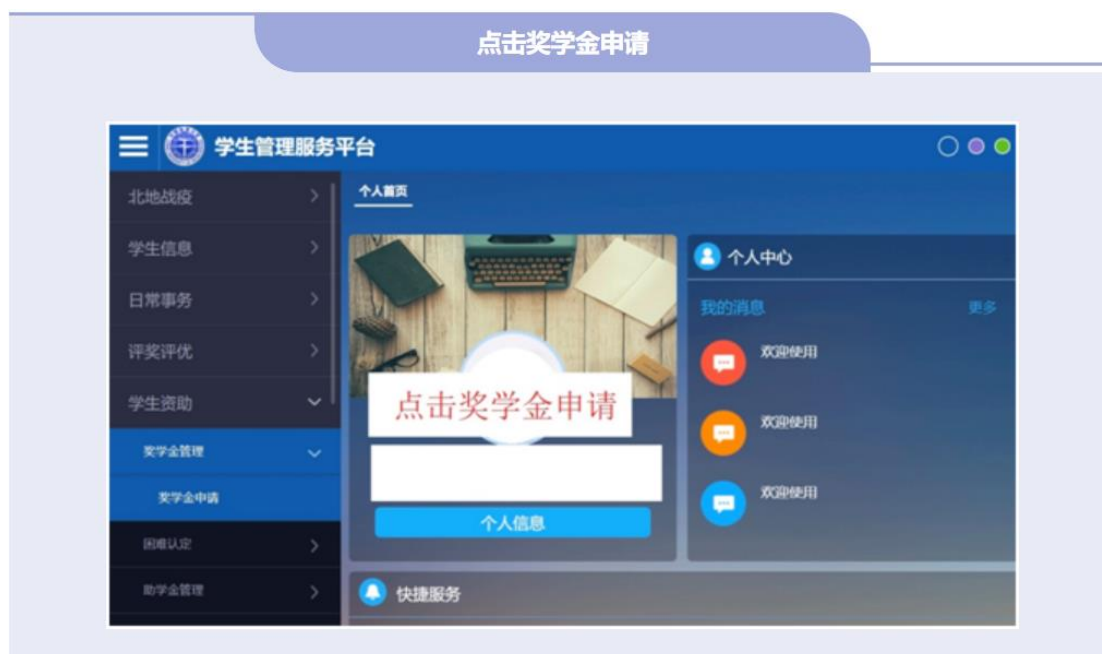 点击奖学金申请
学生管理服务平台
北地战疫
学生信息
日常事务
评奖评优
学生资助
奖学金管理
奖学金申请
困难认定
助学金管理
个人首页
点击奖学金申请
个人信息
个人中心
我的消息 更多
欢迎使用
欢迎使用
欢迎使用
快捷服务